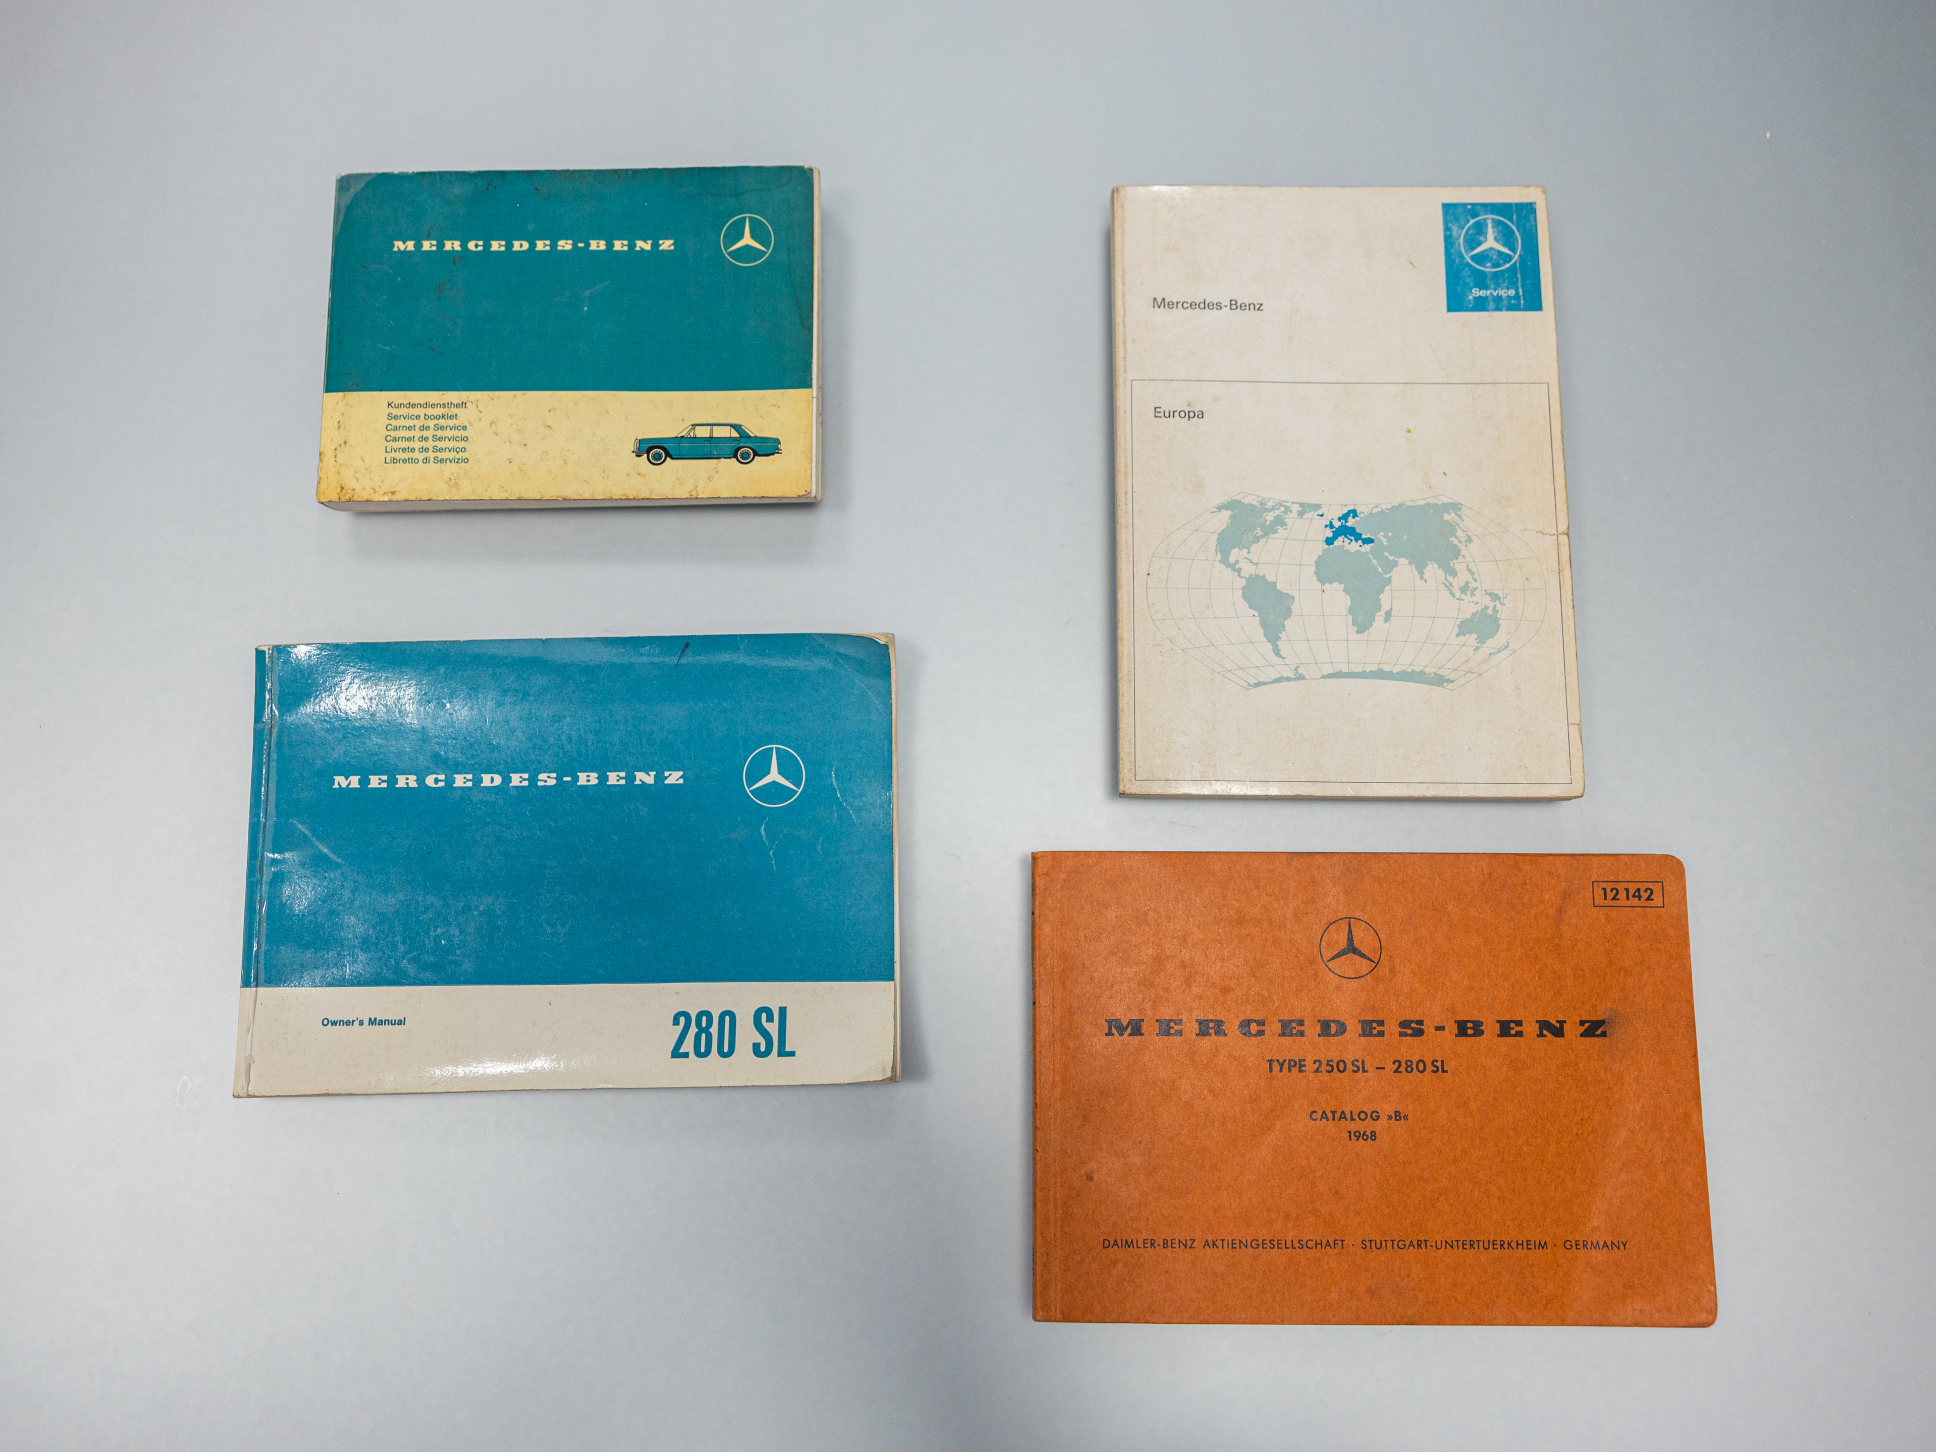 MERCEDES-BENZ
Kundendienstheft
Service booklet
Carnet de Service
Carnet de Servicio
Livrete de Serviço
Libretto di Servizio
Service
Mercedes-Benz
Europa
MERCEDES-BENZ
Owner's Manual
280 SL
12142
MERCEDES-BENZ
TYPE 250 SL – 280 SL
CATALOG »B«
1968
DAIMLER-BENZ AKTIENGESELLSCHAFT · STUTTGART-UNTERTUERKHEIM · GERMANY